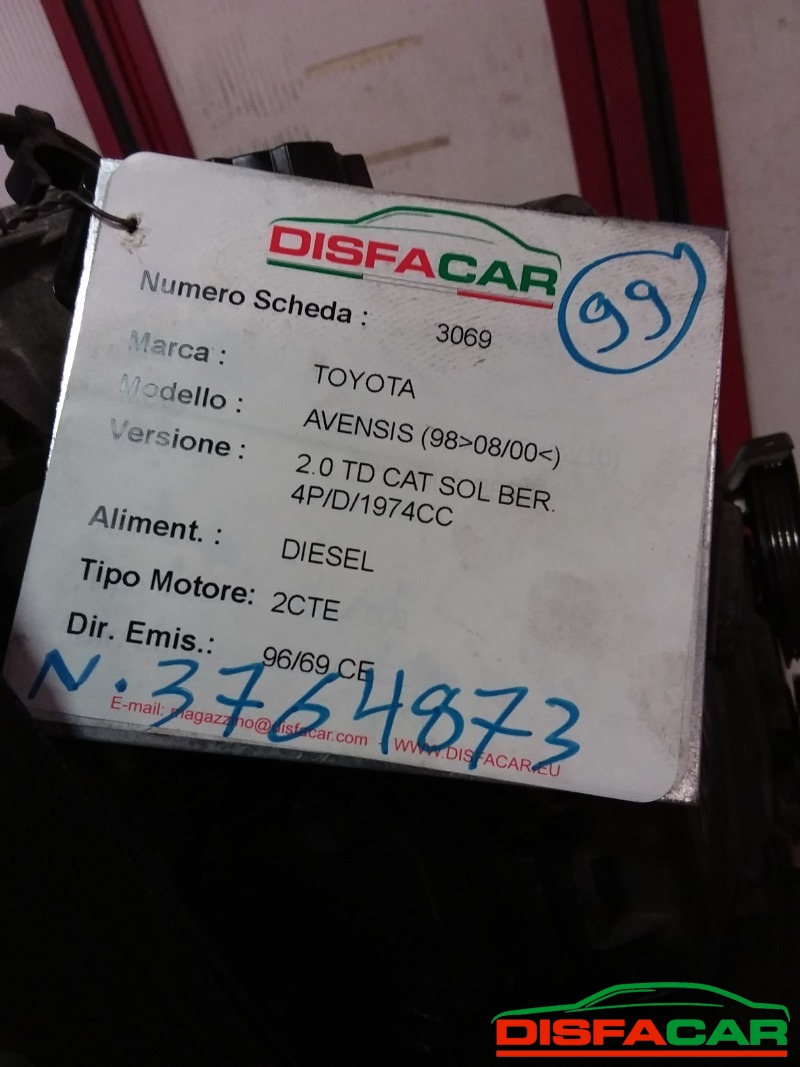 DISFACAR
99
Numero Scheda : 3069
Marca : TOYOTA
Modello : AVENSIS (98>08/00<)
Versione : 2.0 TD CAT SOL BER.
4P/D/1974CC
Aliment. : DIESEL
Tipo Motore: 2CTE
Dir. Emis.: 96/69 CE
N. 3764873
E-mail: magazzino@disfacar.com WWW.DISFACAR.EU
DISFACAR